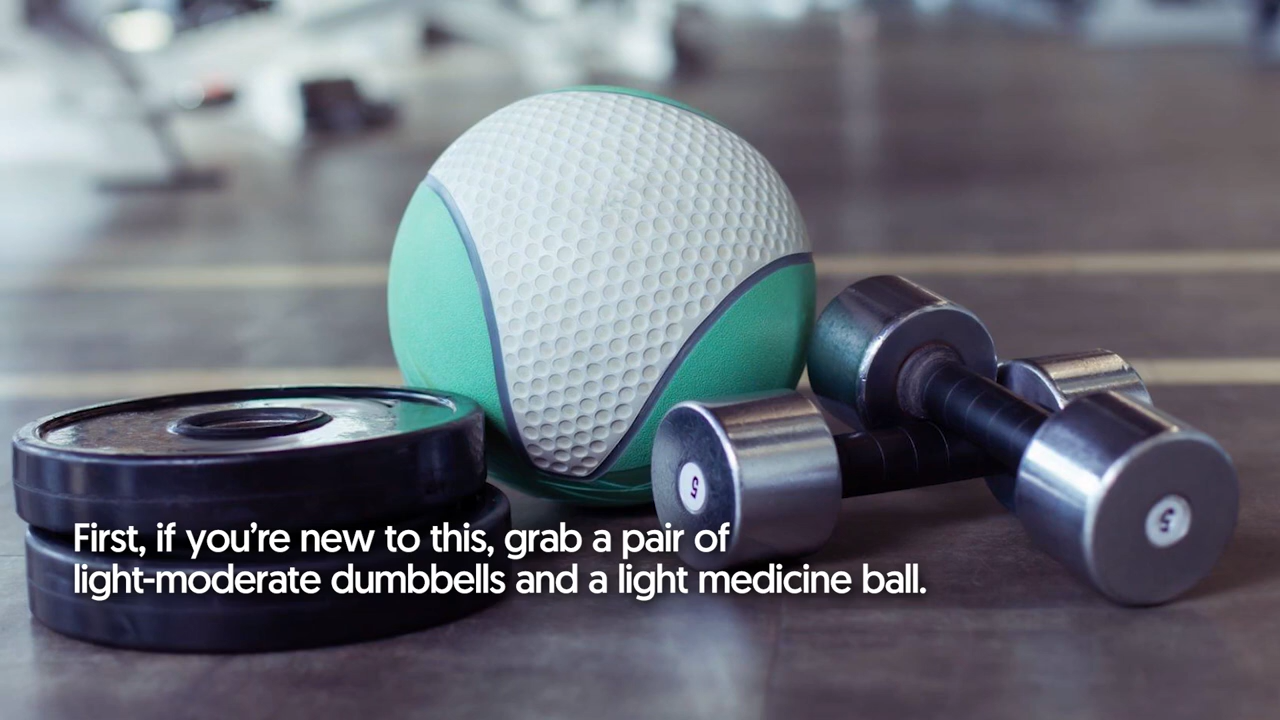 First, if you're new to this, grab a pair of
light-moderate dumbbells and a light medicine ball.
5
5